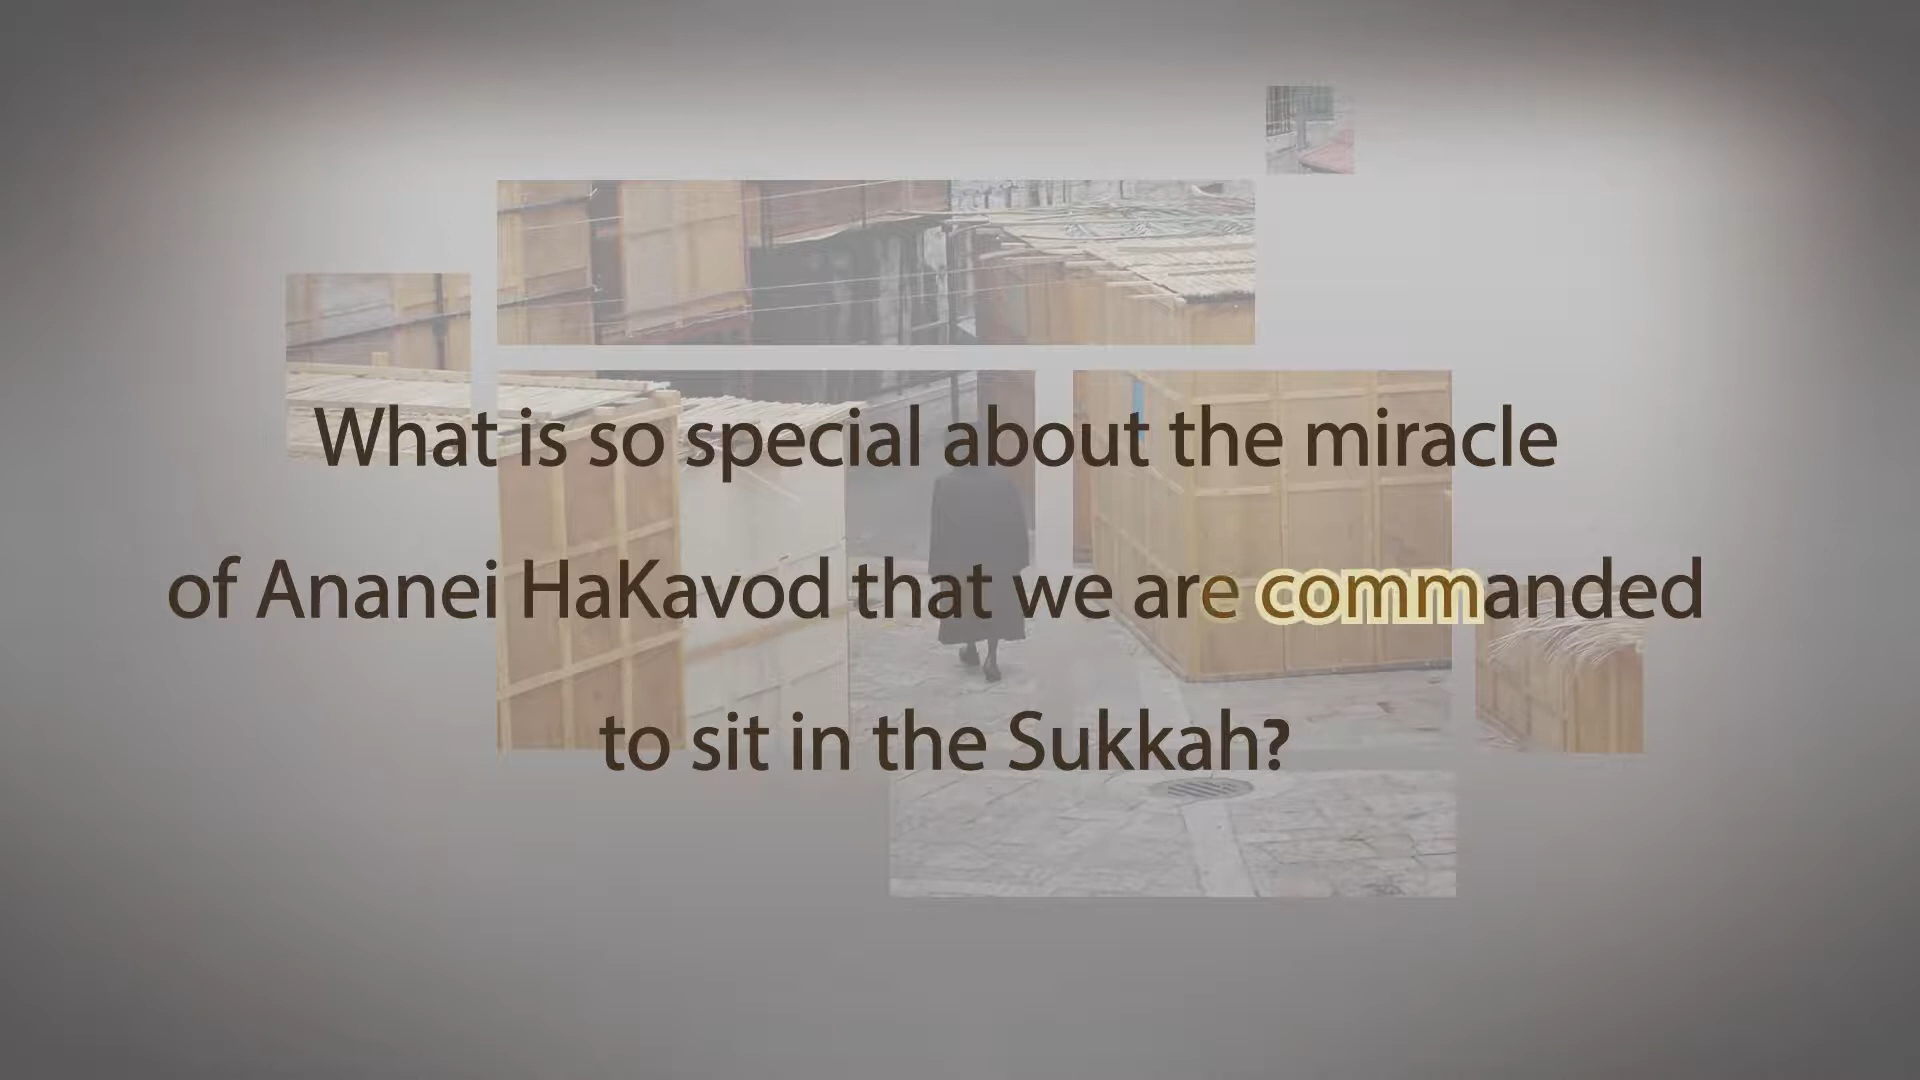 What is so special about the miracle
of Ananei HaKavod that we are commanded
to sit in the Sukkah?